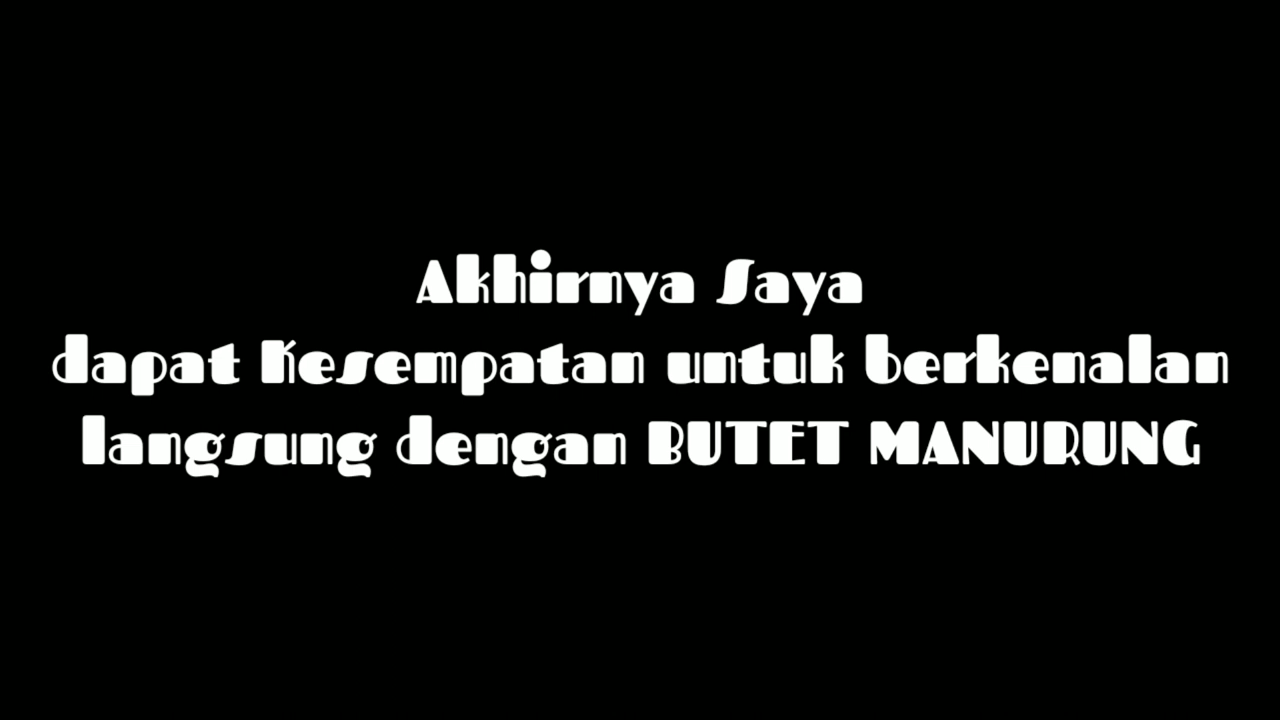 Akhirnya Saya
dapat Kesempatan untuk berkenalan
langsung dengan BUTET MANURUNG